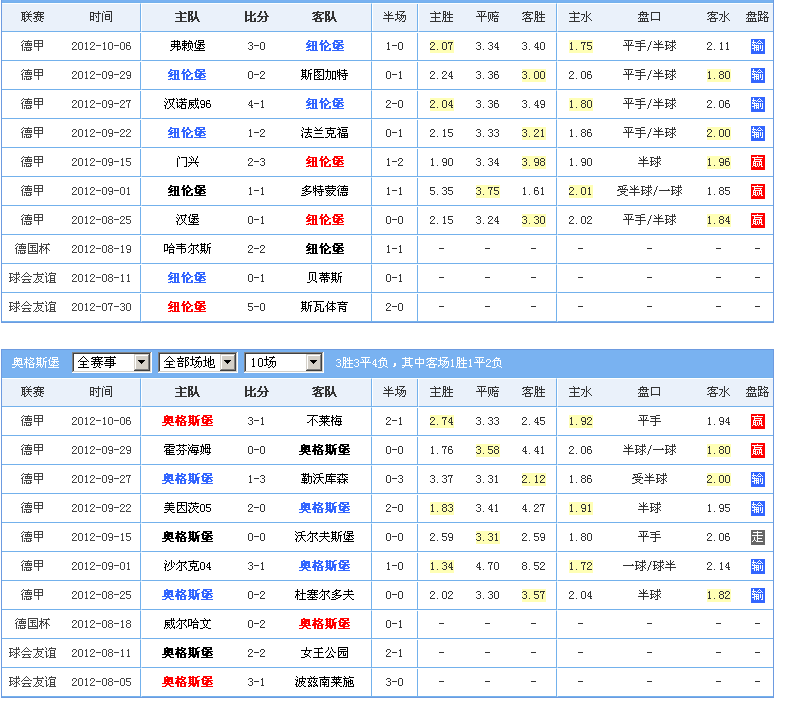 联赛 时间 主队 比分 客队 半场 主胜 平赔 客胜 主水 盘口 客水 盘路
德甲 2012-10-06 弗赖堡 3-0 纽伦堡 1-0 2.07 3.34 3.40 1.75 平手/半球 2.11 输
德甲 2012-09-29 纽伦堡 0-2 斯图加特 0-1 2.24 3.36 3.00 2.06 平手/半球 1.80 输
德甲 2012-09-27 汉诺威96 4-1 纽伦堡 2-0 2.04 3.36 3.49 1.80 平手/半球 2.06 输
德甲 2012-09-22 纽伦堡 1-2 法兰克福 0-1 2.15 3.33 3.21 1.86 平手/半球 2.00 输
德甲 2012-09-15 门兴 2-3 纽伦堡 1-2 1.90 3.34 3.98 1.90 半球 1.96 赢
德甲 2012-09-01 纽伦堡 1-1 多特蒙德 1-1 5.35 3.75 1.61 2.01 受半球/一球 1.85 赢
德甲 2012-08-25 汉堡 0-1 纽伦堡 0-0 2.15 3.24 3.30 2.02 平手/半球 1.84 赢
德国杯 2012-08-19 哈韦尔斯 2-2 纽伦堡 1-1 - - - - - - -
球会友谊 2012-08-11 纽伦堡 0-1 贝蒂斯 0-1 - - - - - - -
球会友谊 2012-07-30 纽伦堡 5-0 斯瓦体育 2-0 - - - - - - -
奥格斯堡 全赛事 全部场地 10场 3胜3平4负，其中客场1胜1平2负
联赛 时间 主队 比分 客队 半场 主胜 平赔 客胜 主水 盘口 客水 盘路
德甲 2012-10-06 奥格斯堡 3-1 不莱梅 2-1 2.74 3.33 2.45 1.92 平手 1.94 赢
德甲 2012-09-29 霍芬海姆 0-0 奥格斯堡 0-0 1.76 3.58 4.41 2.06 半球/一球 1.80 赢
德甲 2012-09-27 奥格斯堡 1-3 勒沃库森 0-3 3.37 3.31 2.12 1.86 受半球 2.00 输
德甲 2012-09-22 美因茨05 2-0 奥格斯堡 2-0 1.83 3.41 4.27 1.91 半球 1.95 输
德甲 2012-09-15 奥格斯堡 0-0 沃尔夫斯堡 0-0 2.59 3.31 2.59 1.80 平手 2.06 走
德甲 2012-09-01 沙尔克04 3-1 奥格斯堡 1-0 1.34 4.70 8.52 1.72 一球/球半 2.14 输
德甲 2012-08-25 奥格斯堡 0-2 杜塞尔多夫 0-0 2.02 3.30 3.57 2.04 半球 1.82 输
德国杯 2012-08-18 威尔哈文 0-2 奥格斯堡 0-1 - - - - - - -
球会友谊 2012-08-11 奥格斯堡 2-2 女王公园 2-1 - - - - - - -
球会友谊 2012-08-05 奥格斯堡 3-1 波兹南莱施 3-0 - - - - - - -